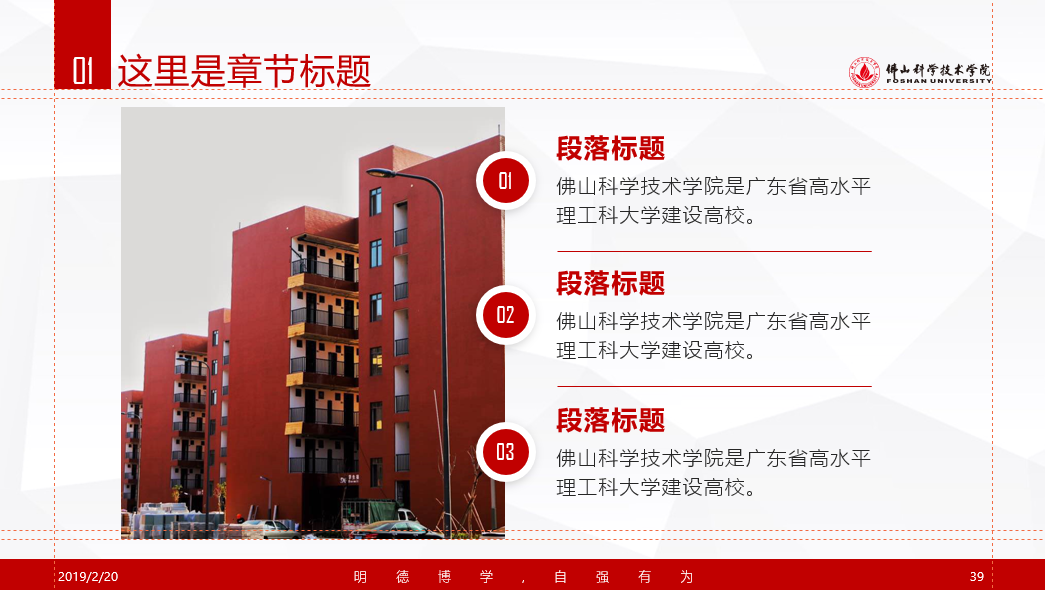 01 这里是章节标题
佛山科学技术学院
FOSHAN UNIVERSITY
01
段落标题
佛山科学技术学院是广东省高水平
理工科大学建设高校。
02
段落标题
佛山科学技术学院是广东省高水平
理工科大学建设高校。
03
段落标题
佛山科学技术学院是广东省高水平
理工科大学建设高校。
2019/2/20
明德博学,自强有为
39